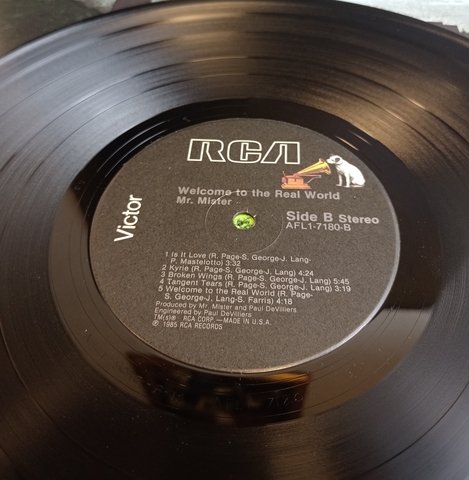 RCA
Welcome to the Real World
Mr. Mister
Victor
Side B Stereo
AFL1-7180-B
1 Is It Love (R. Page-S. George-J. Lang-
P. Mastelotto) 3:32
2 Kyrie (R. Page-S. George-J. Lang) 4:24
3 Broken Wings (R. Page-S. George-J. Lang) 5:45
4 Tangent Tears (R. Page-S. George-J. Lang) 3:19
5 Welcome to the Real World (R. Page-
S. George-J. Lang-S. Farris) 4:18
Produced by Mr. Mister and Paul DeVilliers
Engineered by Paul DeVilliers
TM(s)® RCA CORP.—MADE IN U.S.A.
℗ 1985 RCA RECORDS